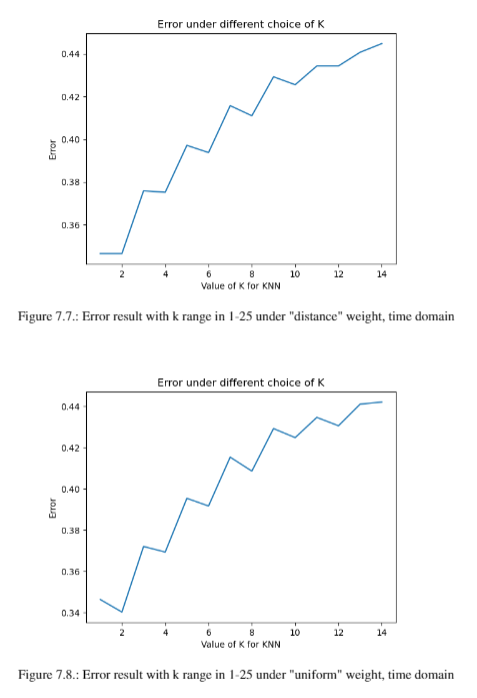 Error under different choice of K
0.44
0.42
0.40
0.38
0.36
Error
2 4 6 8 10 12 14
Value of K for KNN
Figure 7.7.: Error result with k range in 1-25 under "distance" weight, time domain
Error under different choice of K
0.44
0.42
0.40
0.38
0.36
0.34
Error
2 4 6 8 10 12 14
Value of K for KNN
Figure 7.8.: Error result with k range in 1-25 under "uniform" weight, time domain